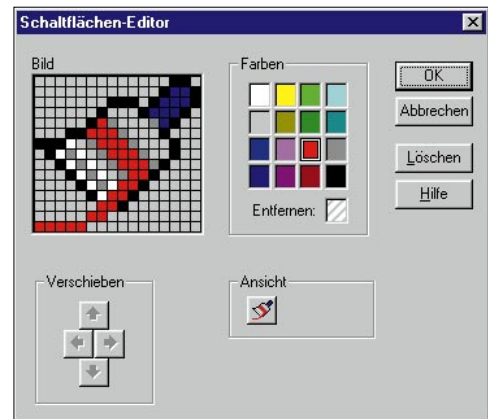 Schaltflächen-Editor
Bild
Farben
OK
Abbrechen
Löschen
Hilfe
Entfernen:
Verschieben
Ansicht